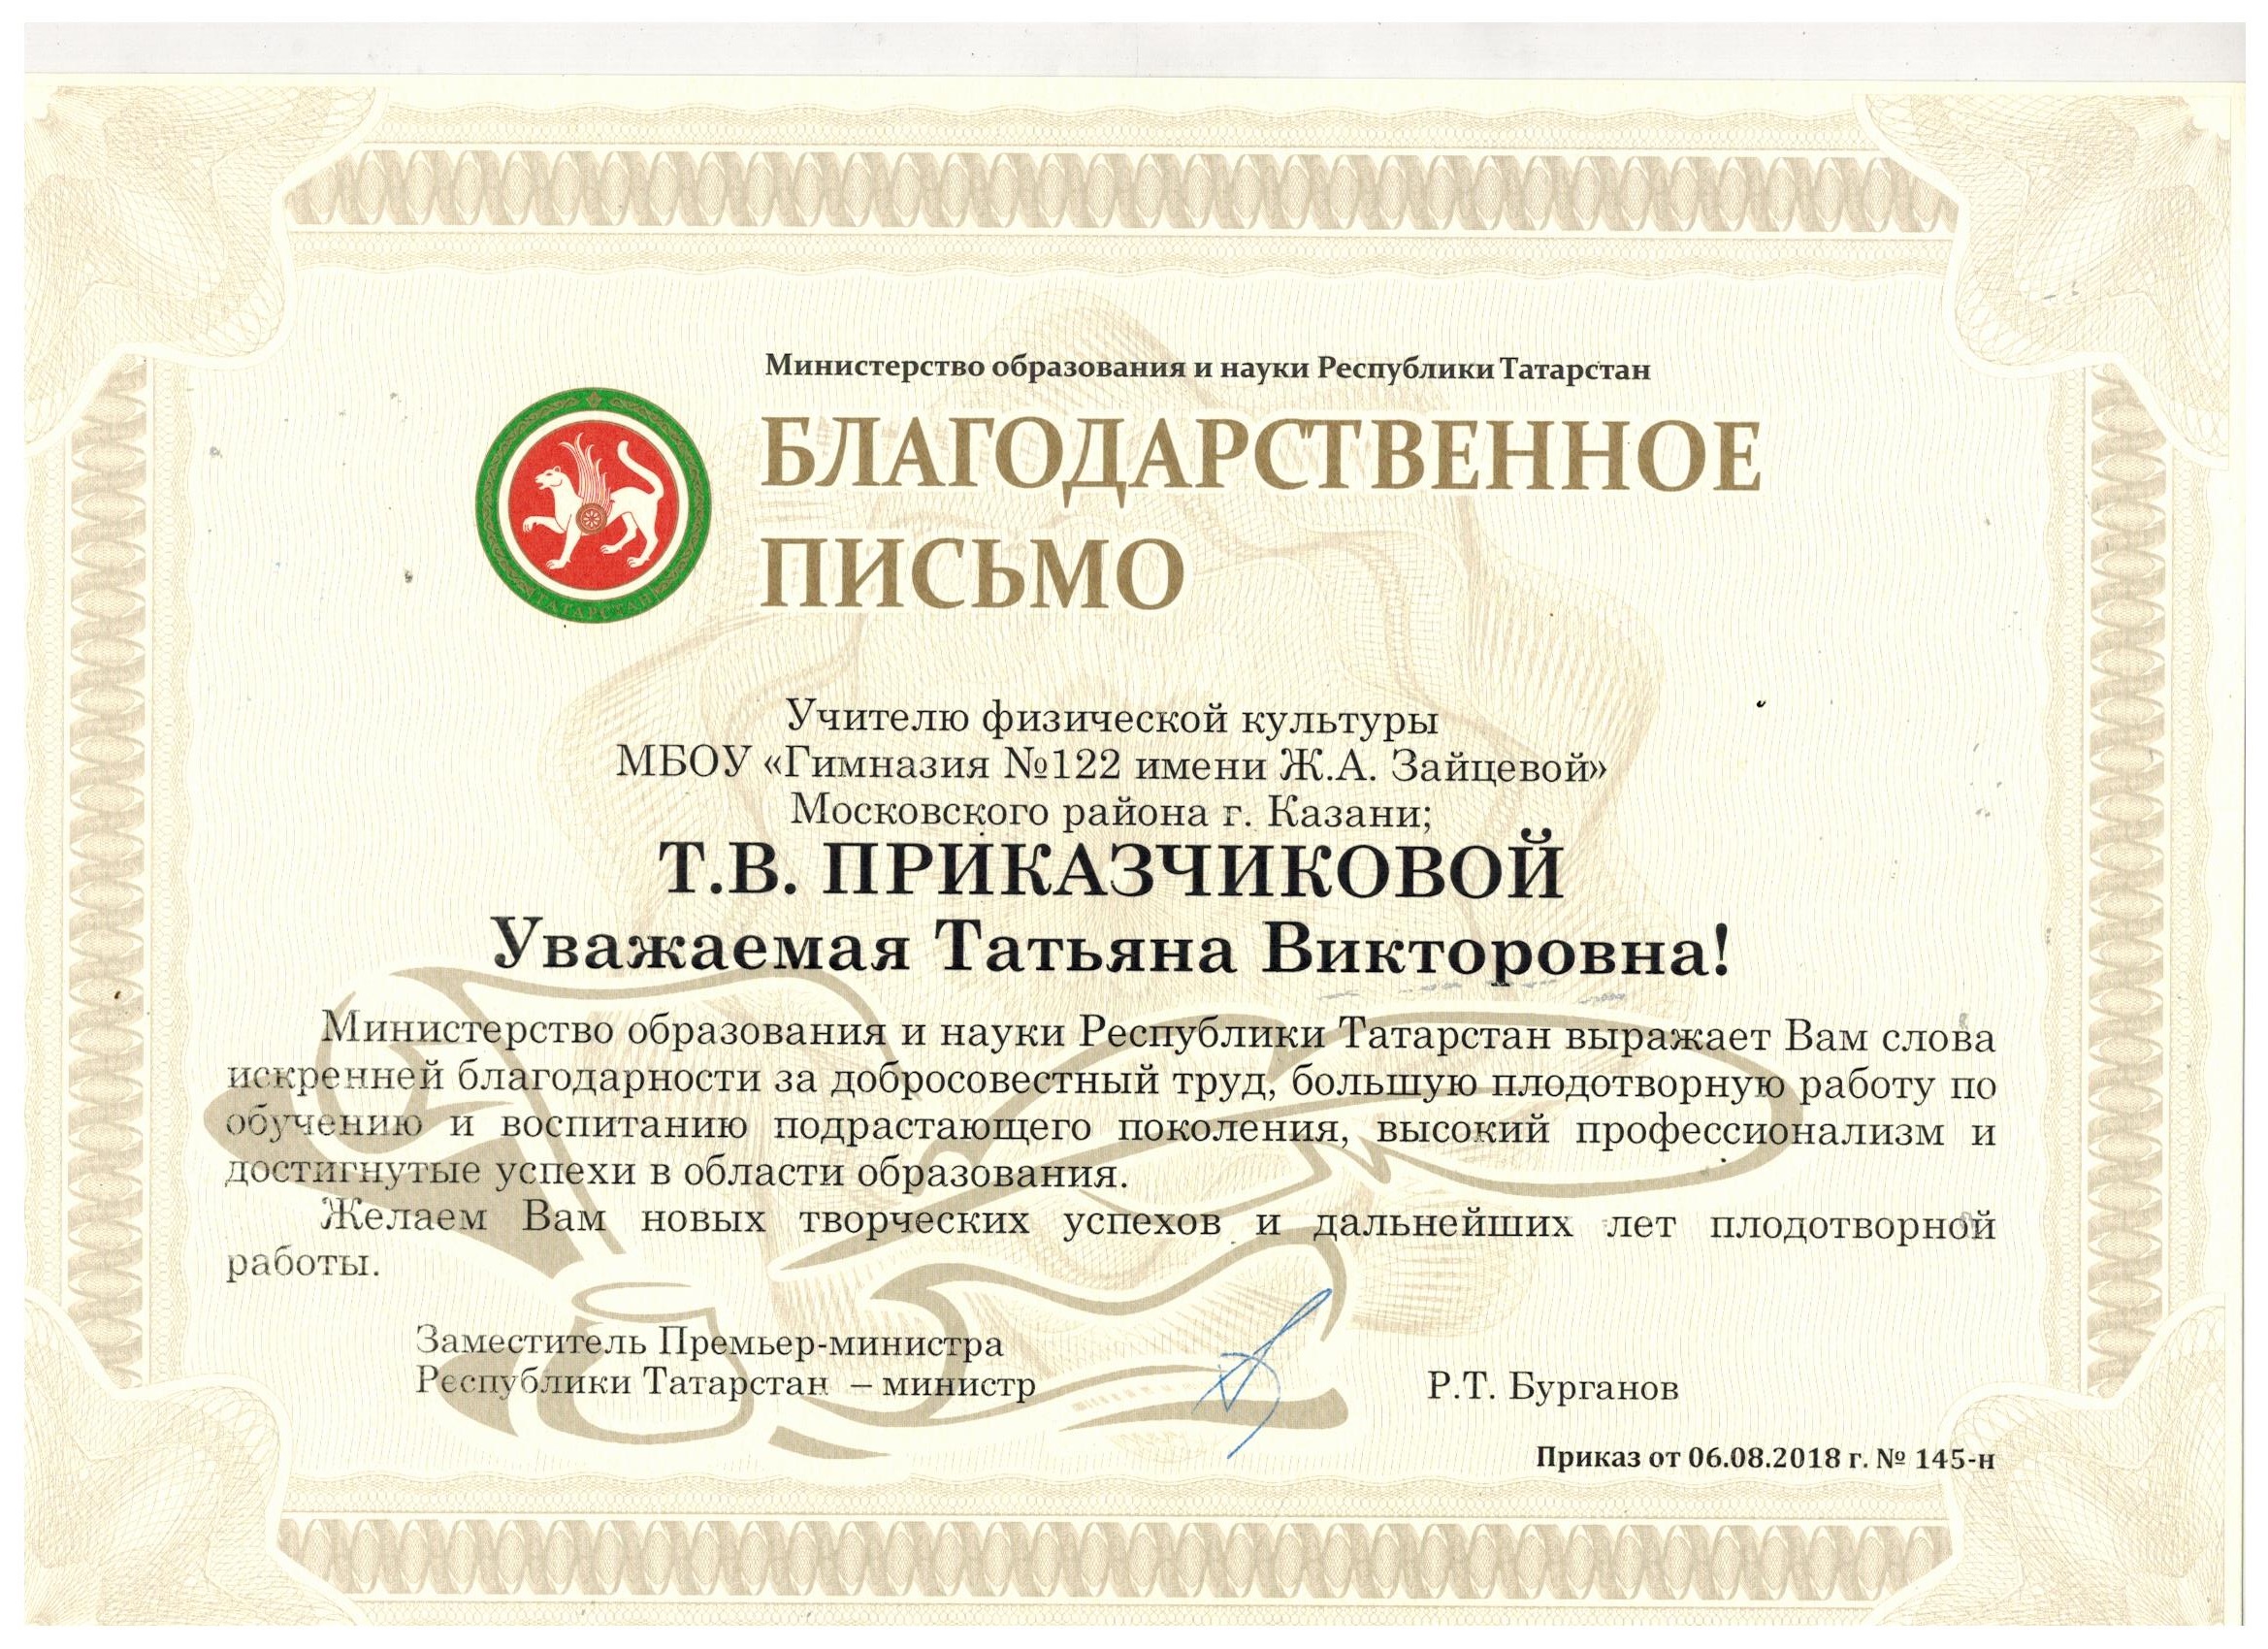 Министерство образования и науки Республики Татарстан
БЛАГОДАРСТВЕННОЕ
ПИСЬМО
ТАТАРСТАН
Учителю физической культуры
МБОУ «Гимназия №122 имени Ж.А. Зайцевой»
Московского района г. Казани;
Т.В. ПРИКАЗЧИКОВОЙ
Уважаемая Татьяна Викторовна!
Министерство образования и науки Республики Татарстан выражает Вам слова
искренней благодарности за добросовестный труд, большую плодотворную работу по
обучению и воспитанию подрастающего поколения, высокий профессионализм и
достигнутые успехи в области образования.
Желаем Вам новых творческих успехов и дальнейших лет плодотворной
работы.
Заместитель Премьер-министра
Республики Татарстан – министр
Р.Т. Бурганов
Приказ от 06.08.2018 г. № 145-н